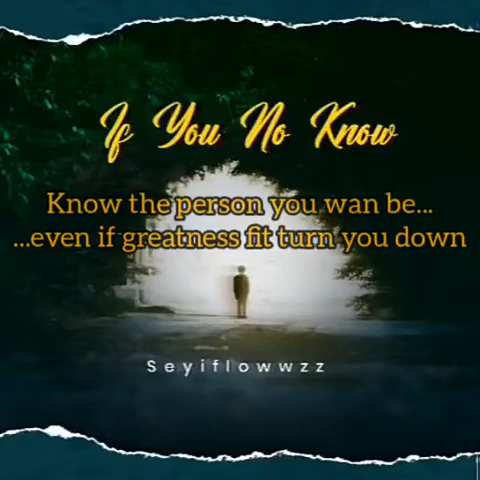 If You No Know
Know the person you wan be...
...even if greatness fit turn you down
Seyiflowwzz